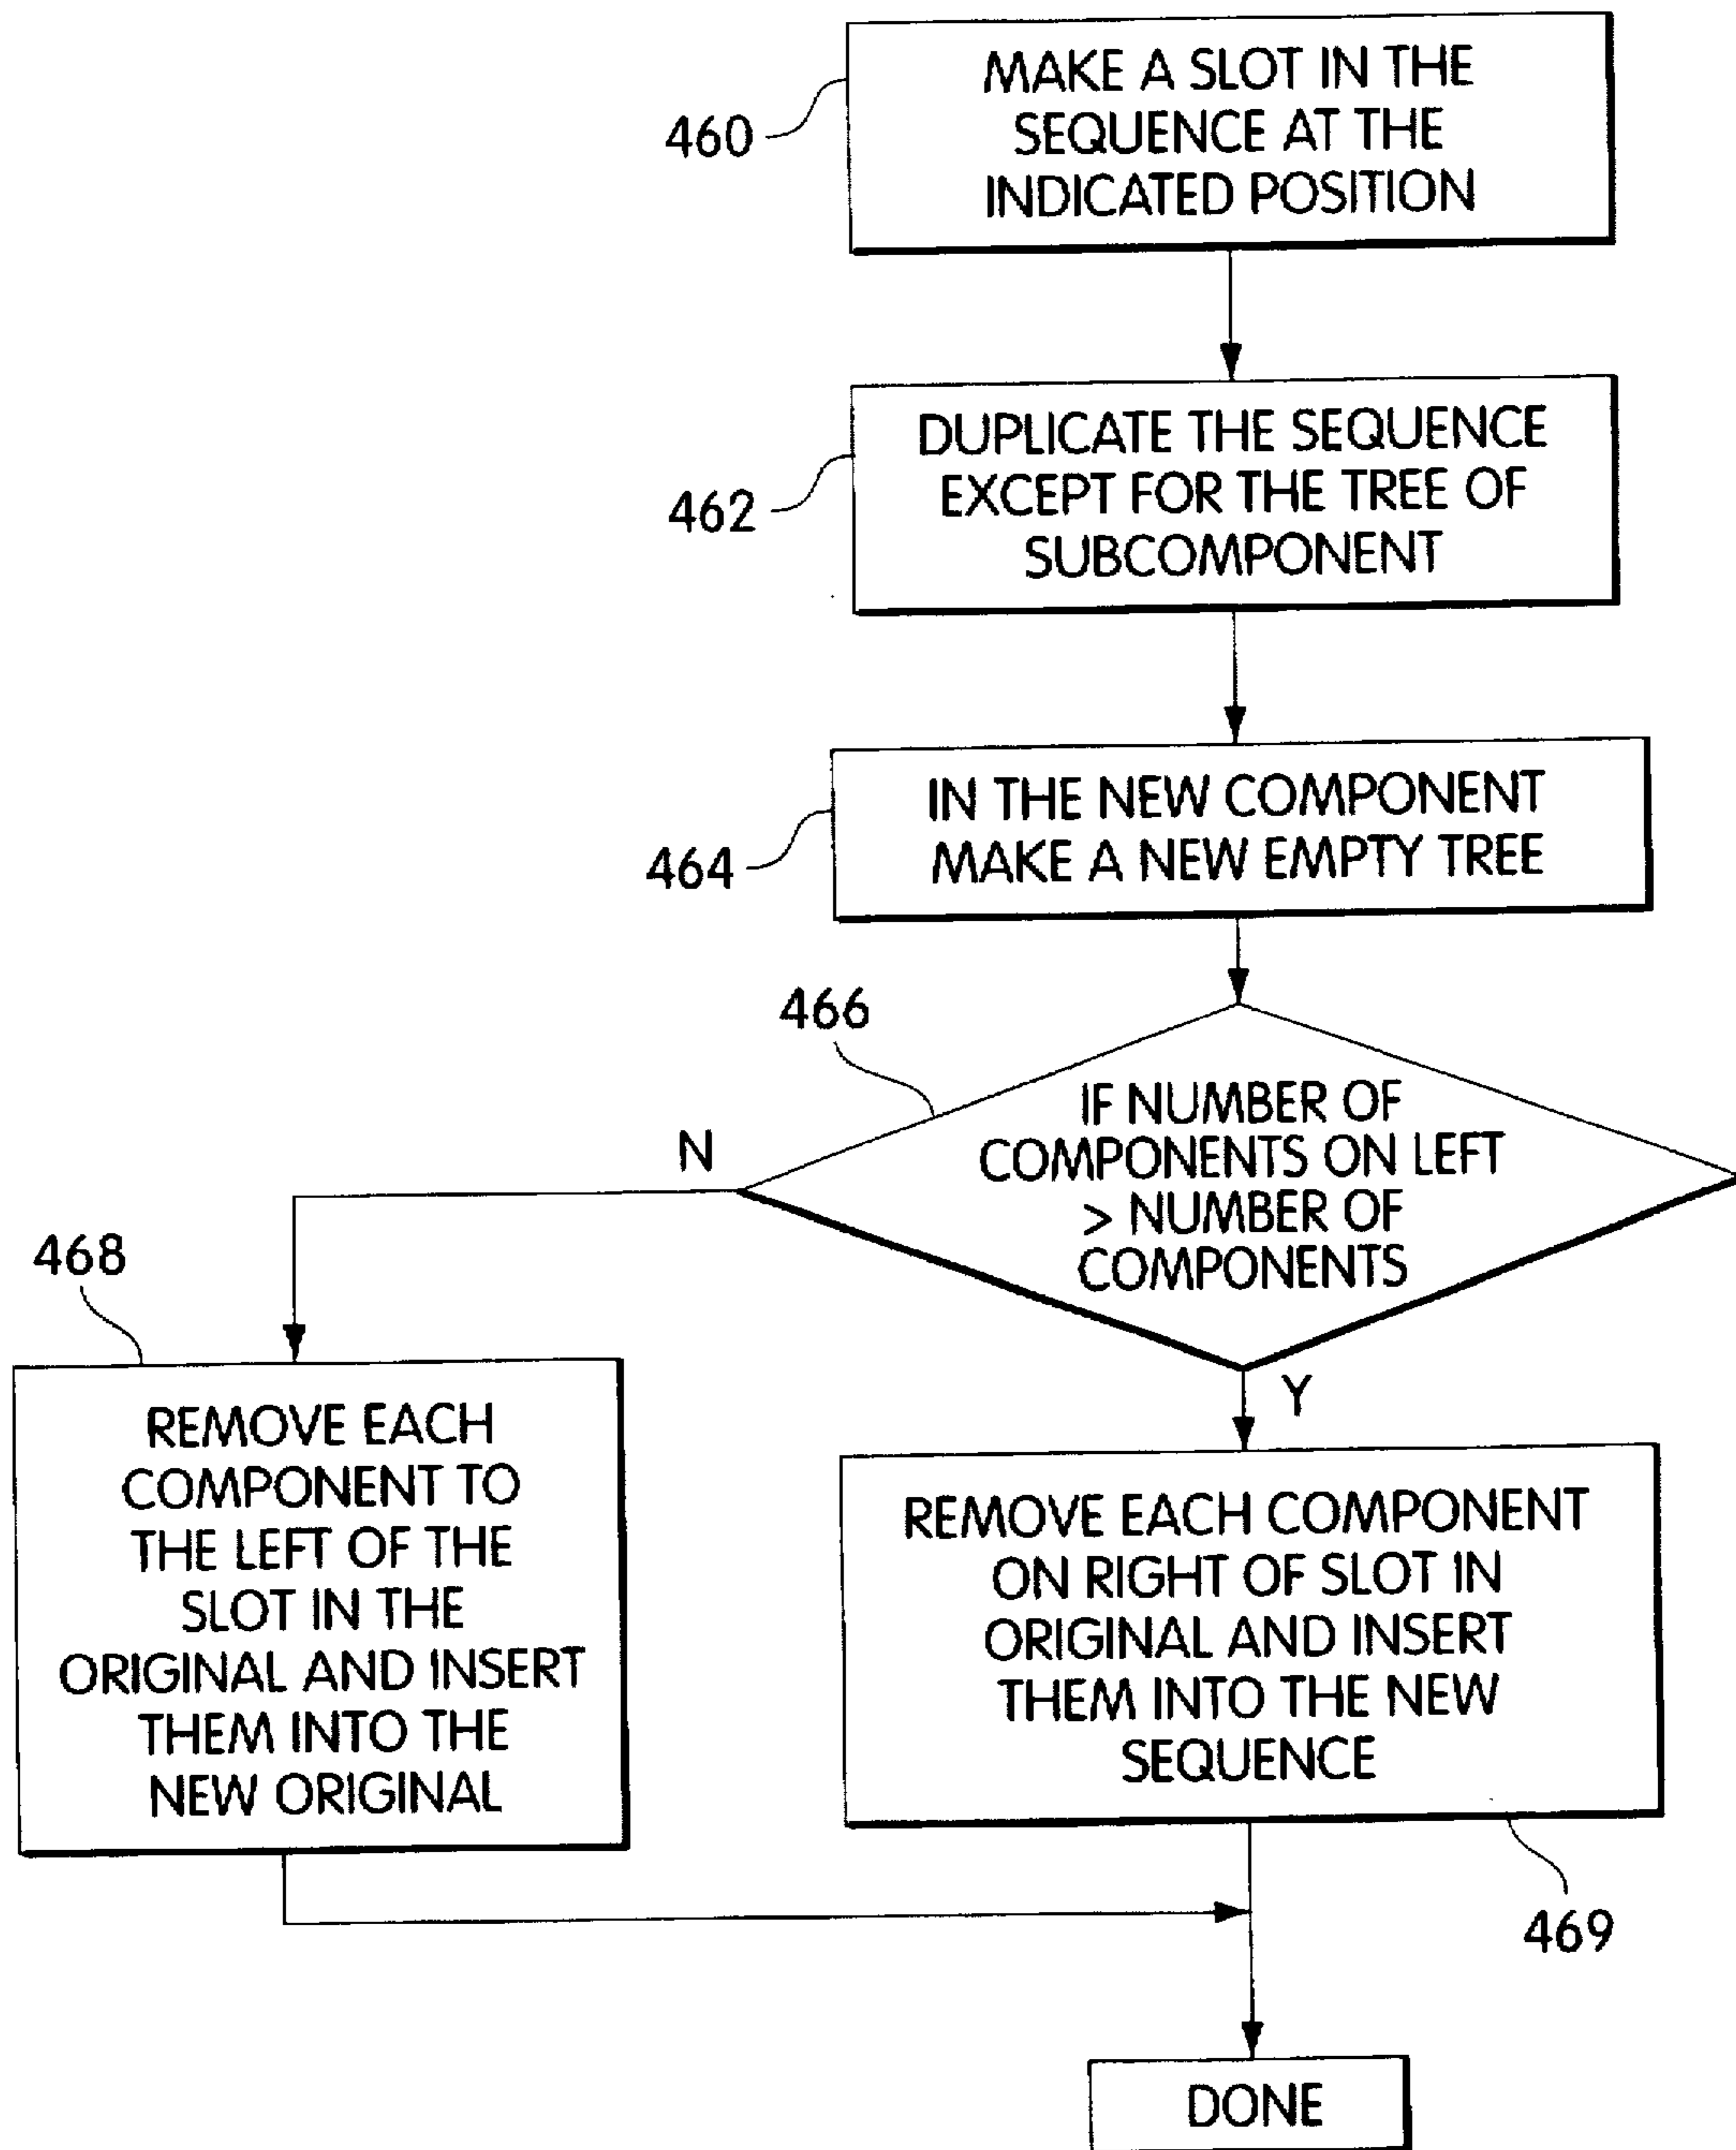 460
MAKE A SLOT IN THE
SEQUENCE AT THE
INDICATED POSITION
462
DUPLICATE THE SEQUENCE
EXCEPT FOR THE TREE OF
SUBCOMPONENT
464
IN THE NEW COMPONENT
MAKE A NEW EMPTY TREE
466
IF NUMBER OF
COMPONENTS ON LEFT
> NUMBER OF
COMPONENTS
N
Y
468
REMOVE EACH
COMPONENT TO
THE LEFT OF THE
SLOT IN THE
ORIGINAL AND INSERT
THEM INTO THE
NEW ORIGINAL
REMOVE EACH COMPONENT
ON RIGHT OF SLOT IN
ORIGINAL AND INSERT
THEM INTO THE NEW
SEQUENCE
469
DONE